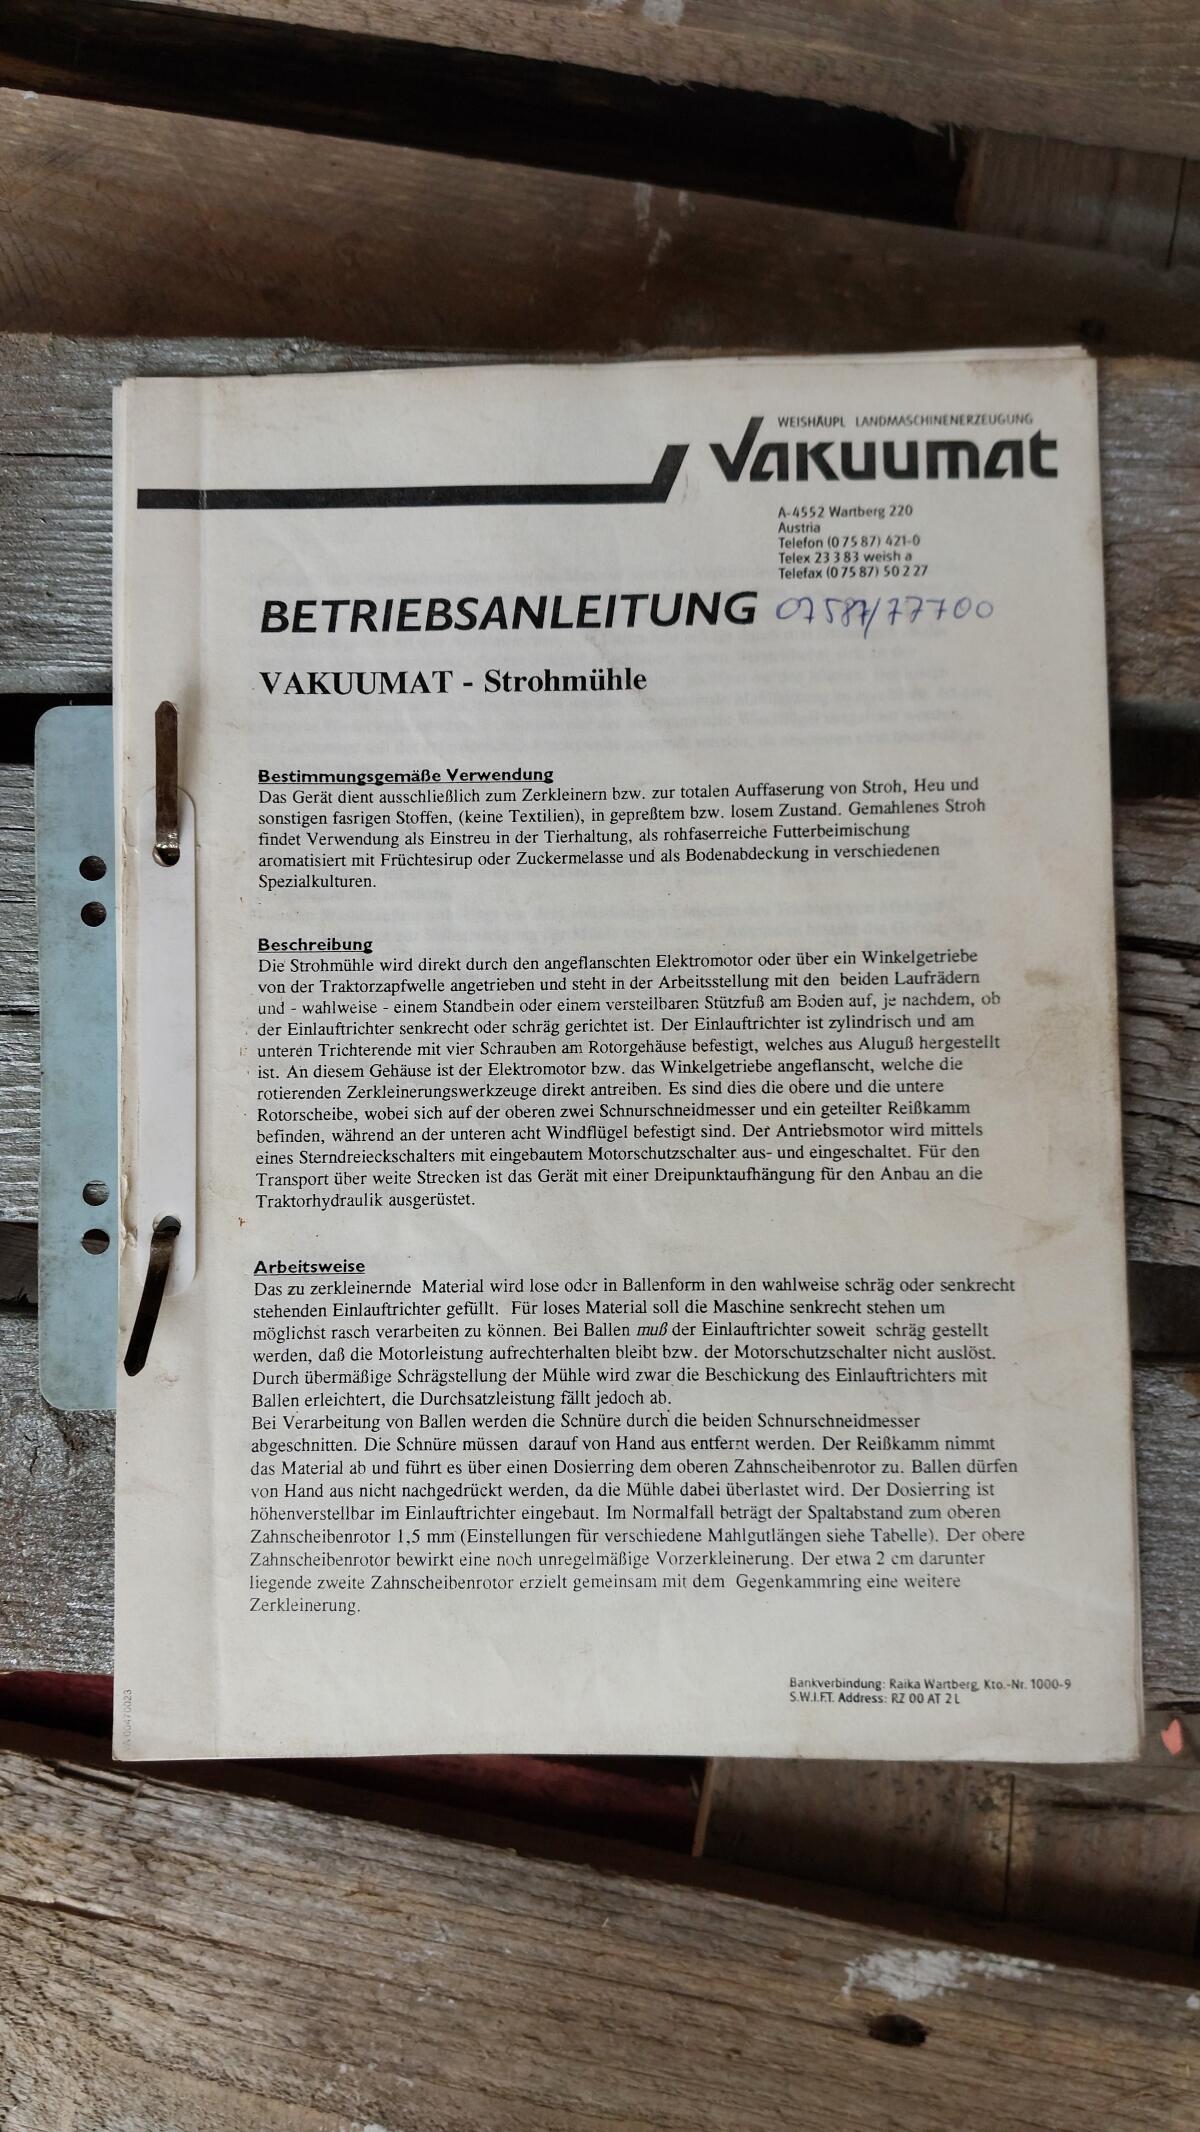 WEISHÄUPL LANDMASCHINENERZEUGUNG
Vakuumat
A-4552 Wartberg 220
Austria
Telefon (0 75 87) 421-0
Telex 23 3 83 weish a
Telefax (0 75 87) 50 2 27
BETRIEBSANLEITUNG 07587/77700
VAKUUMAT - Strohmühle
Bestimmungsgemäße Verwendung
Das Gerät dient ausschließlich zum Zerkleinern bzw. zur totalen Auffaserung von Stroh, Heu und
sonstigen fasrigen Stoffen, (keine Textilien), in gepreßtem bzw. losem Zustand. Gemahlenes Stroh
findet Verwendung als Einstreu in der Tierhaltung, als rohfaserreiche Futterbeimischung
aromatisiert mit Früchtesirup oder Zuckermelasse und als Bodenabdeckung in verschiedenen
Spezialkulturen.
Beschreibung
Die Strohmühle wird direkt durch den angeflanschten Elektromotor oder über ein Winkelgetriebe
von der Traktorzapfwelle angetrieben und steht in der Arbeitsstellung mit den beiden Laufrädern
und - wahlweise - einem Standbein oder einem versteilbaren Stützfuß am Boden auf, je nachdem, ob
der Einlauftrichter senkrecht oder schräg gerichtet ist. Der Einlauftrichter ist zylindrisch und am
unteren Trichterende mit vier Schrauben am Rotorgehäuse befestigt, welches aus Aluguß hergestellt
ist. An diesem Gehäuse ist der Elektromotor bzw. das Winkelgetriebe angeflanscht, welche die
rotierenden Zerkleinerungswerkzeuge direkt antreiben. Es sind dies die obere und die untere
Rotorscheibe, wobei sich auf der oberen zwei Schnurschneidmesser und ein geteilter Reißkamm
befinden, während an der unteren acht Windflügel befestigt sind. Der Antriebsmotor wird mittels
eines Sterndreieckschalters mit eingebautem Motorschutzschalter aus- und eingeschaltet. Für den
Transport über weite Strecken ist das Gerät mit einer Dreipunktaufhängung für den Anbau an die
Traktorhydraulik ausgerüstet.
Arbeitsweise
Das zu zerkleinernde Material wird lose oder in Ballenform in den wahlweise schräg oder senkrecht
stehenden Einlauftrichter gefüllt. Für loses Material soll die Maschine senkrecht stehen um
möglichst rasch verarbeiten zu können. Bei Ballen muß der Einlauftrichter soweit schräg gestellt
werden, daß die Motorleistung aufrechterhalten bleibt bzw. der Motorschutzschalter nicht auslöst.
Durch übermäßige Schrägstellung der Mühle wird zwar die Beschickung des Einlauftrichters mit
Ballen erleichtert, die Durchsatzleistung fällt jedoch ab.
Bei Verarbeitung von Ballen werden die Schnüre durch die beiden Schnurschneidmesser
abgeschnitten. Die Schnüre müssen darauf von Hand aus entfernt werden. Der Reißkamm nimmt
das Material ab und führt es über einen Dosierring dem oberen Zahnscheibenrotor zu. Ballen dürfen
von Hand aus nicht nachgedrückt werden, da die Mühle dabei überlastet wird. Der Dosierring ist
höhenverstellbar im Einlauftrichter eingebaut. Im Normalfall beträgt der Spaltabstand zum oberen
Zahnscheibenrotor 1,5 mm (Einstellungen für verschiedene Mahlgutlängen siehe Tabelle). Der obere
Zahnscheibenrotor bewirkt eine noch unregelmäßige Vorzerkleinerung. Der etwa 2 cm darunter
liegende zweite Zahnscheibenrotor erzielt gemeinsam mit dem Gegenkammring eine weitere
Zerkleinerung.
Bankverbindung: Raika Wartberg, Kto.-Nr. 1000-9
S.W.I.F.T. Address: RZ 00 AT 2 L